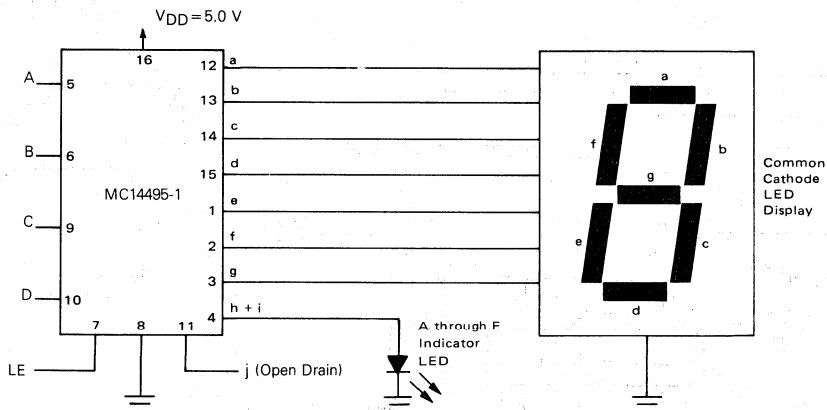 VDD = 5.0 V
16
A
5
B
6
C
9
D
10
MC14495-1
12
a
13
b
14
c
15
d
1
e
2
f
3
g
4
h + i
7
8
11
LE
j (Open Drain)
A through F
Indicator
LED
a
f
b
g
e
c
d
Common
Cathode
LED
Display